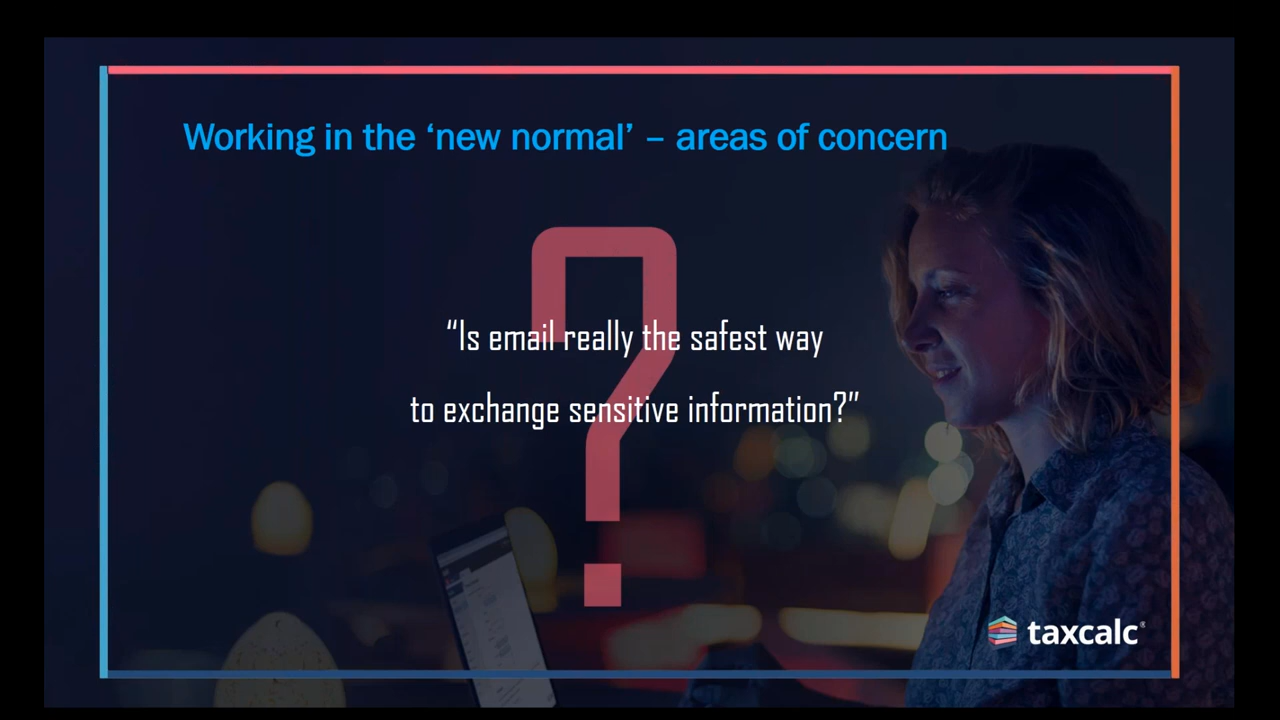 Working in the ‘new normal’ – areas of concern
“Is email really the safest way
to exchange sensitive information?”
taxcalc®